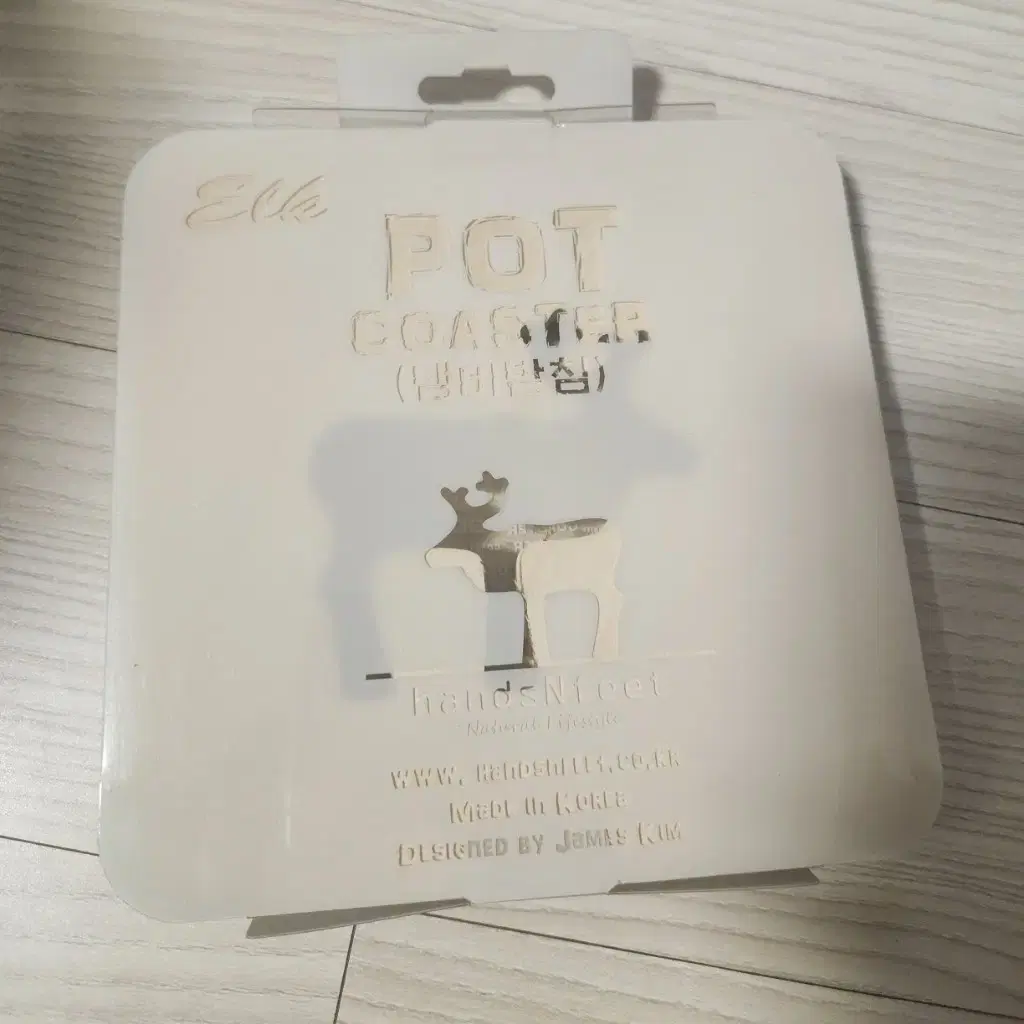 Elk
POT
COASTER
(냄비받침)
handsNfeet
Natural Lifestyle
www.handsnfeet.co.kr
Made in Korea
Designed by James Kim